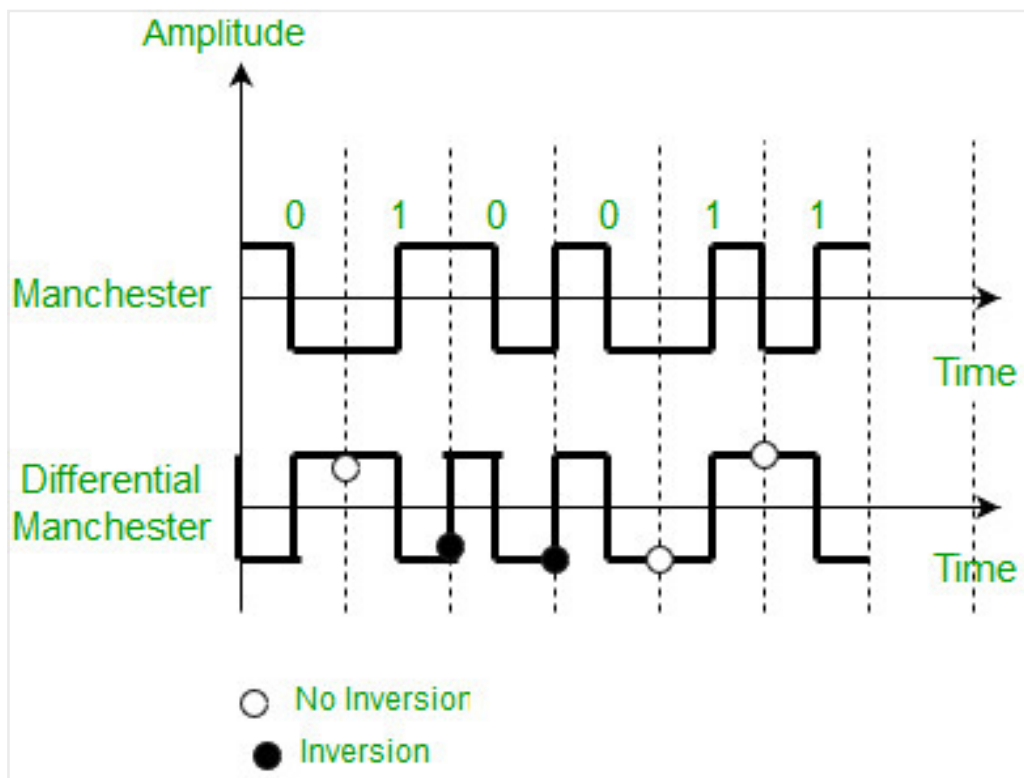 Amplitude
0 1 0 0 1 1
Manchester
Time
Differential
Manchester
Time
No Inversion
Inversion